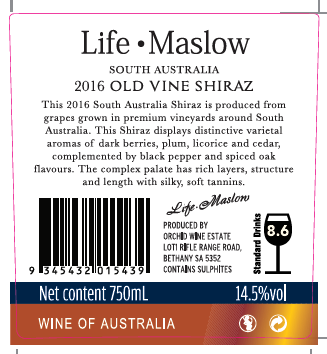 Life • Maslow
SOUTH AUSTRALIA
2016 OLD VINE SHIRAZ
This 2016 South Australia Shiraz is produced from
grapes grown in premium vineyards around South
Australia. This Shiraz displays distinctive varietal
aromas of dark berries, plum, licorice and cedar,
complemented by black pepper and spiced oak
flavours. The complex palate has rich layers, structure
and length with silky, soft tannins.
Life • Maslow
PRODUCED BY
ORCHID WINE ESTATE
LOT1 RIFLE RANGE ROAD,
BETHANY SA 5352
CONTAINS SULPHITES
Standard Drinks
8.6
9 345432 015439
Net content 750mL 14.5%vol
WINE OF AUSTRALIA